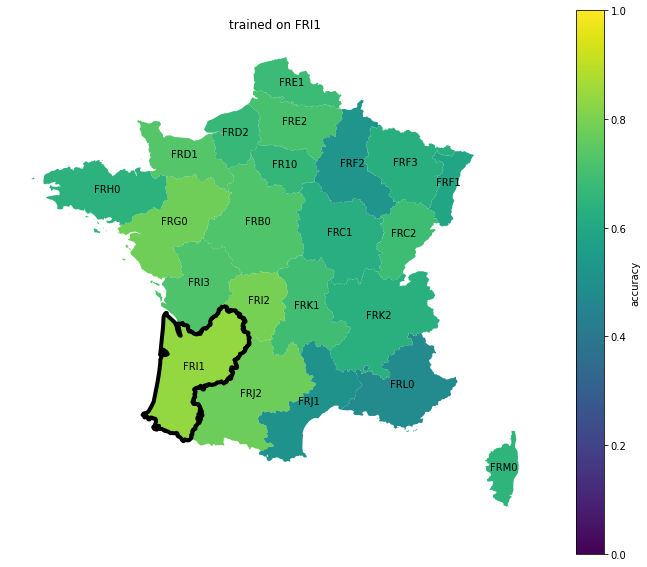 trained on FRI1
FRE1
FRE2
FRD2
FRD1
FR10
FRF2
FRF3
FRF1
FRH0
FRG0
FRB0
FRC1
FRC2
FRI3
FRI2
FRK1
FRK2
FRI1
FRJ2
FRJ1
FRL0
FRM0
1.0
0.8
0.6
0.4
0.2
0.0
accuracy